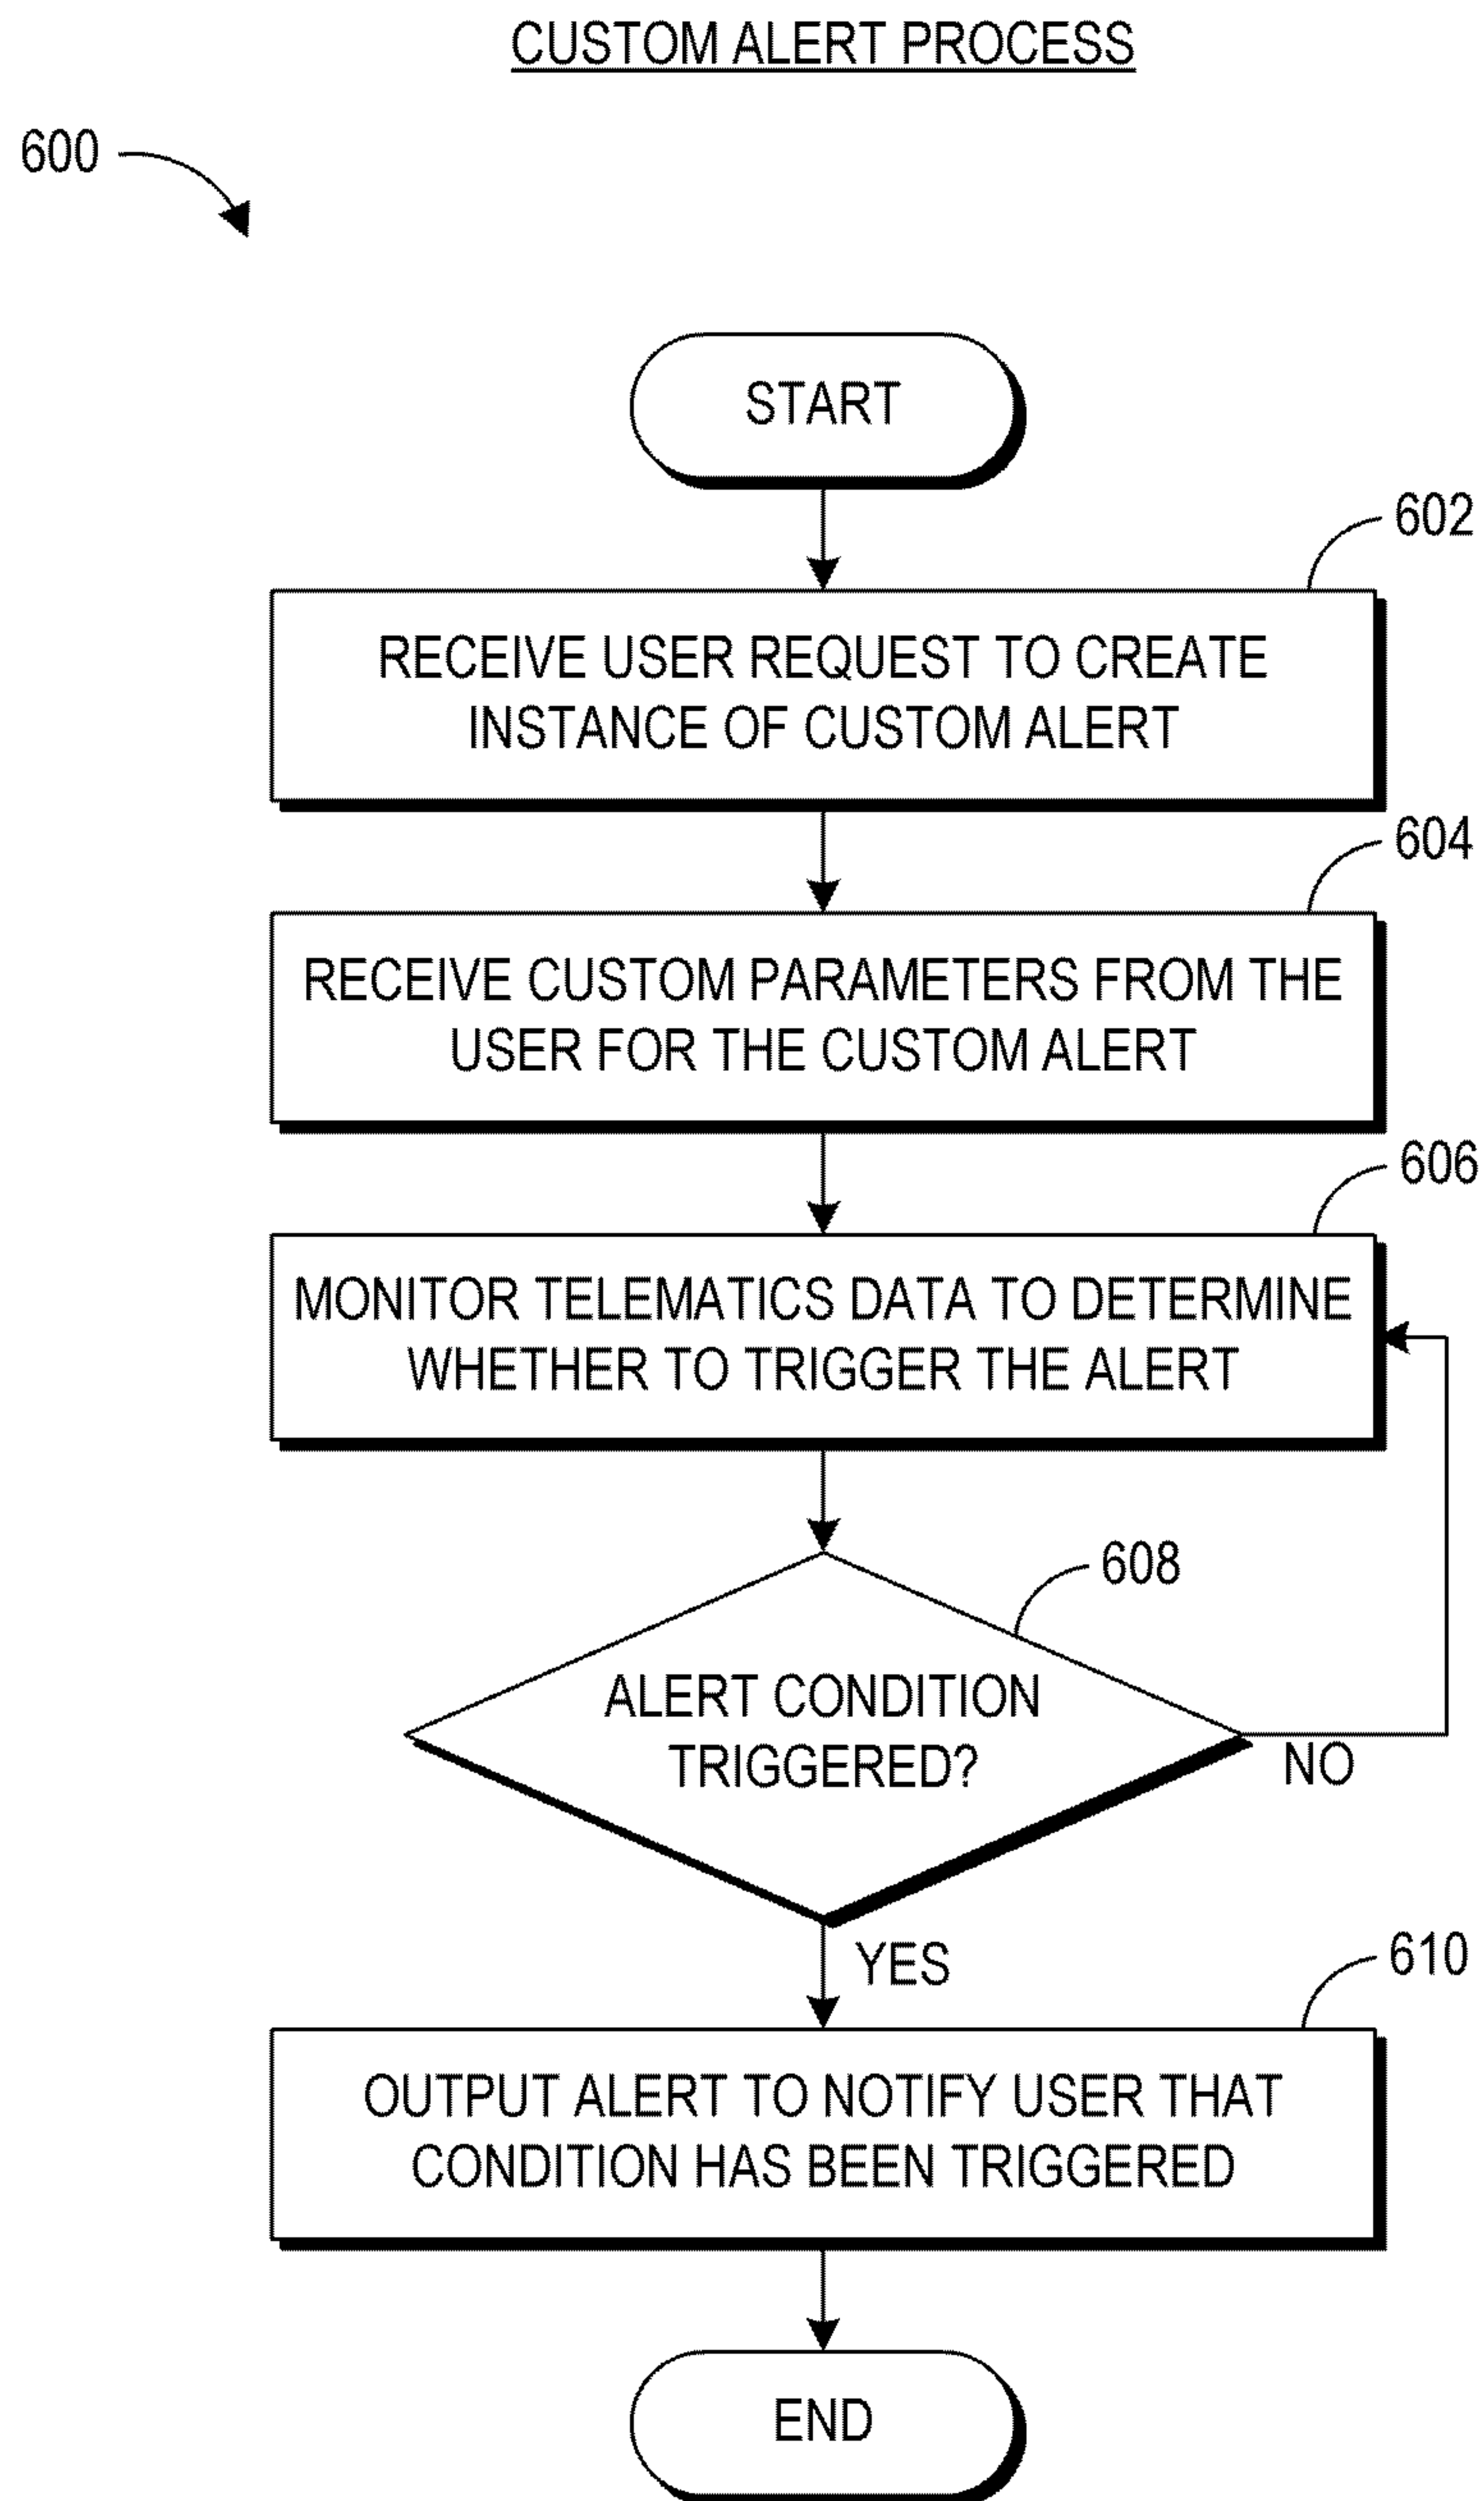 CUSTOM ALERT PROCESS
600
START
602
RECEIVE USER REQUEST TO CREATE
INSTANCE OF CUSTOM ALERT
604
RECEIVE CUSTOM PARAMETERS FROM THE
USER FOR THE CUSTOM ALERT
606
MONITOR TELEMATICS DATA TO DETERMINE
WHETHER TO TRIGGER THE ALERT
608
ALERT CONDITION
TRIGGERED?
NO
YES
610
OUTPUT ALERT TO NOTIFY USER THAT
CONDITION HAS BEEN TRIGGERED
END